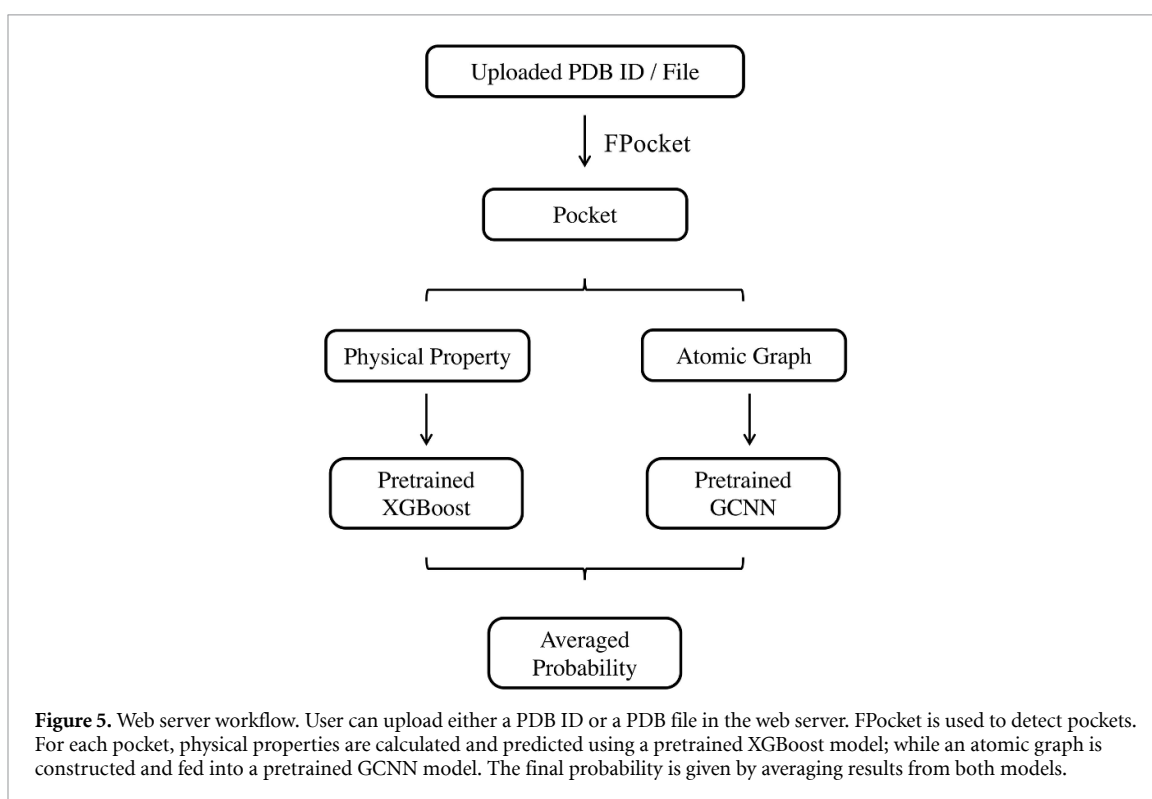 Uploaded PDB ID / File
FPocket
Pocket
Physical Property
Atomic Graph
Pretrained
XGBoost
Pretrained
GCNN
Averaged
Probability
Figure 5. Web server workflow. User can upload either a PDB ID or a PDB file in the web server. FPocket is used to detect pockets.
For each pocket, physical properties are calculated and predicted using a pretrained XGBoost model; while an atomic graph is
constructed and fed into a pretrained GCNN model. The final probability is given by averaging results from both models.